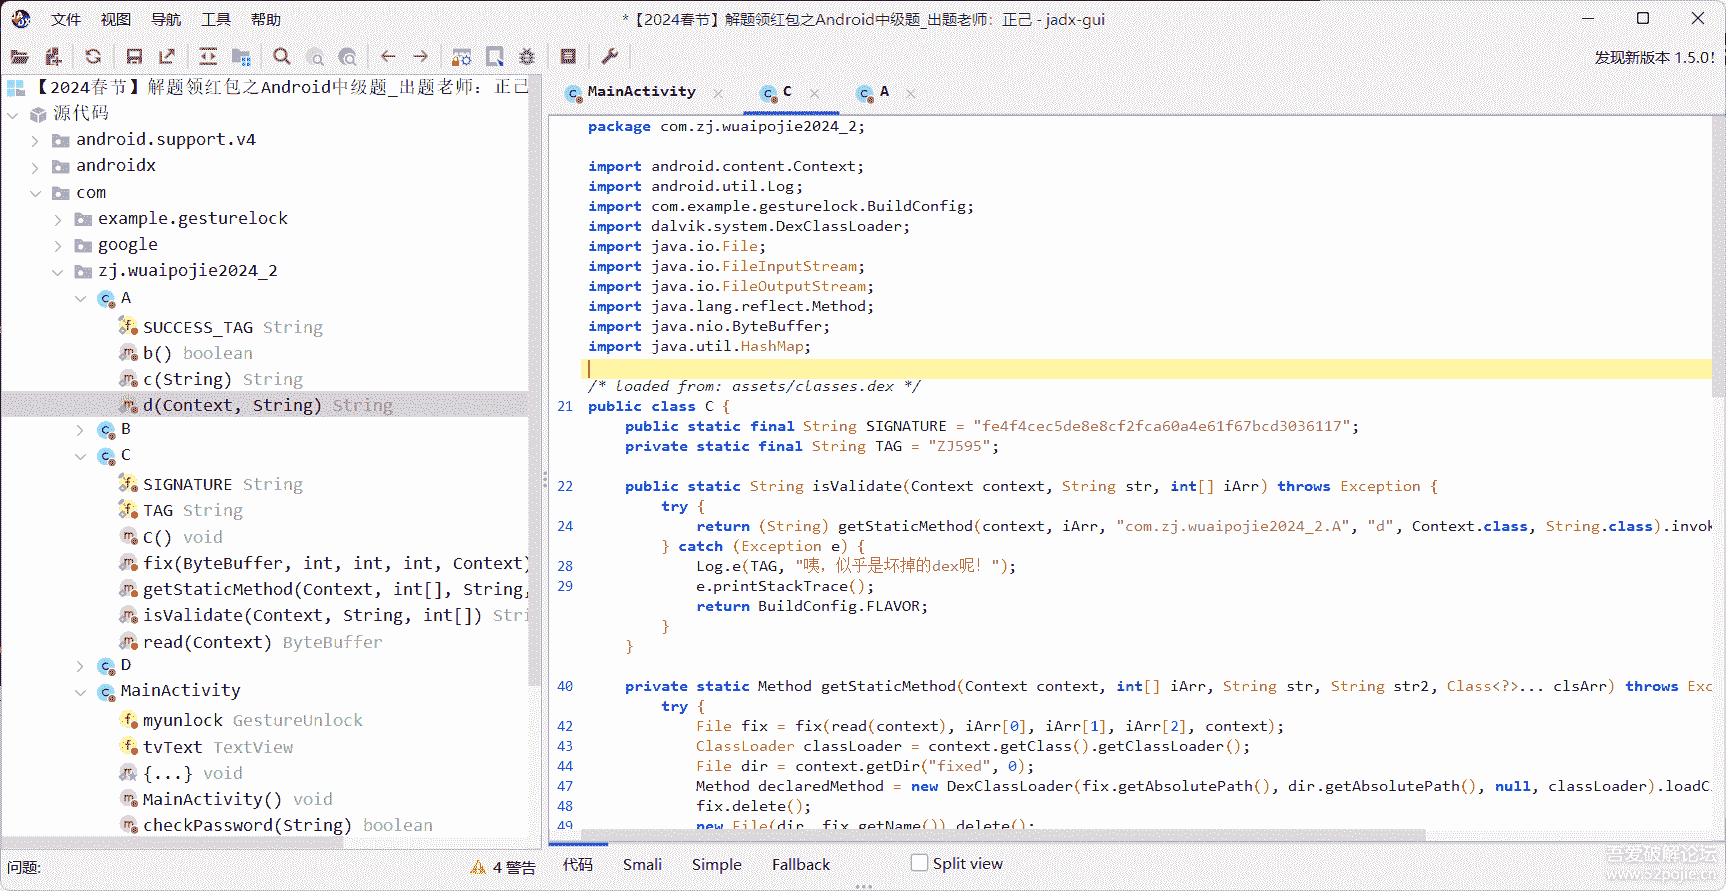 文件 视图 导航 工具 帮助
*【2024春节】解题领红包之Android中级题_出题老师：正己 - jadx-gui
发现新版本 1.5.0!
【2024春节】解题领红包之Android中级题_出题老师：正己
源代码
android.support.v4
androidx
com
example.gesturelock
google
zj.wuaipojie2024_2
A
SUCCESS_TAG String
b() boolean
c(String) String
d(Context, String) String
B
C
SIGNATURE String
TAG String
C() void
fix(ByteBuffer, int, int, int, Context)
getStaticMethod(Context, int[], String,
isValidate(Context, String, int[]) Stri
read(Context) ByteBuffer
D
MainActivity
myunlock GestureUnlock
tvText TextView
{...} void
MainActivity() void
checkPassword(String) boolean
问题:
4 警告
MainActivity C A
package com.zj.wuaipojie2024_2;
import android.content.Context;
import android.util.Log;
import com.example.gesturelock.BuildConfig;
import dalvik.system.DexClassLoader;
import java.io.File;
import java.io.FileInputStream;
import java.io.FileOutputStream;
import java.lang.reflect.Method;
import java.nio.ByteBuffer;
import java.util.HashMap;
/* loaded from: assets/classes.dex */
21 public class C {
public static final String SIGNATURE = "fe4f4cec5de8e8cf2fca60a4e61f67bcd3036117";
private static final String TAG = "ZJ595";
22 public static String isValidate(Context context, String str, int[] iArr) throws Exception {
try {
24 return (String) getStaticMethod(context, iArr, "com.zj.wuaipojie2024_2.A", "d", Context.class, String.class).invok
} catch (Exception e) {
28 Log.e(TAG, "咦，似乎是坏掉的dex呢！");
29 e.printStackTrace();
return BuildConfig.FLAVOR;
}
}
40 private static Method getStaticMethod(Context context, int[] iArr, String str, String str2, Class<?>... clsArr) throws Exc
try {
42 File fix = fix(read(context), iArr[0], iArr[1], iArr[2], context);
43 ClassLoader classLoader = context.getClass().getClassLoader();
44 File dir = context.getDir("fixed", 0);
47 Method declaredMethod = new DexClassLoader(fix.getAbsolutePath(), dir.getAbsolutePath(), null, classLoader).loadC
48 fix.delete();
49 new File(dir, fix.getName()).delete();
代码 Smali Simple Fallback Split view
吾爱破解论坛
www.52pojie.cn